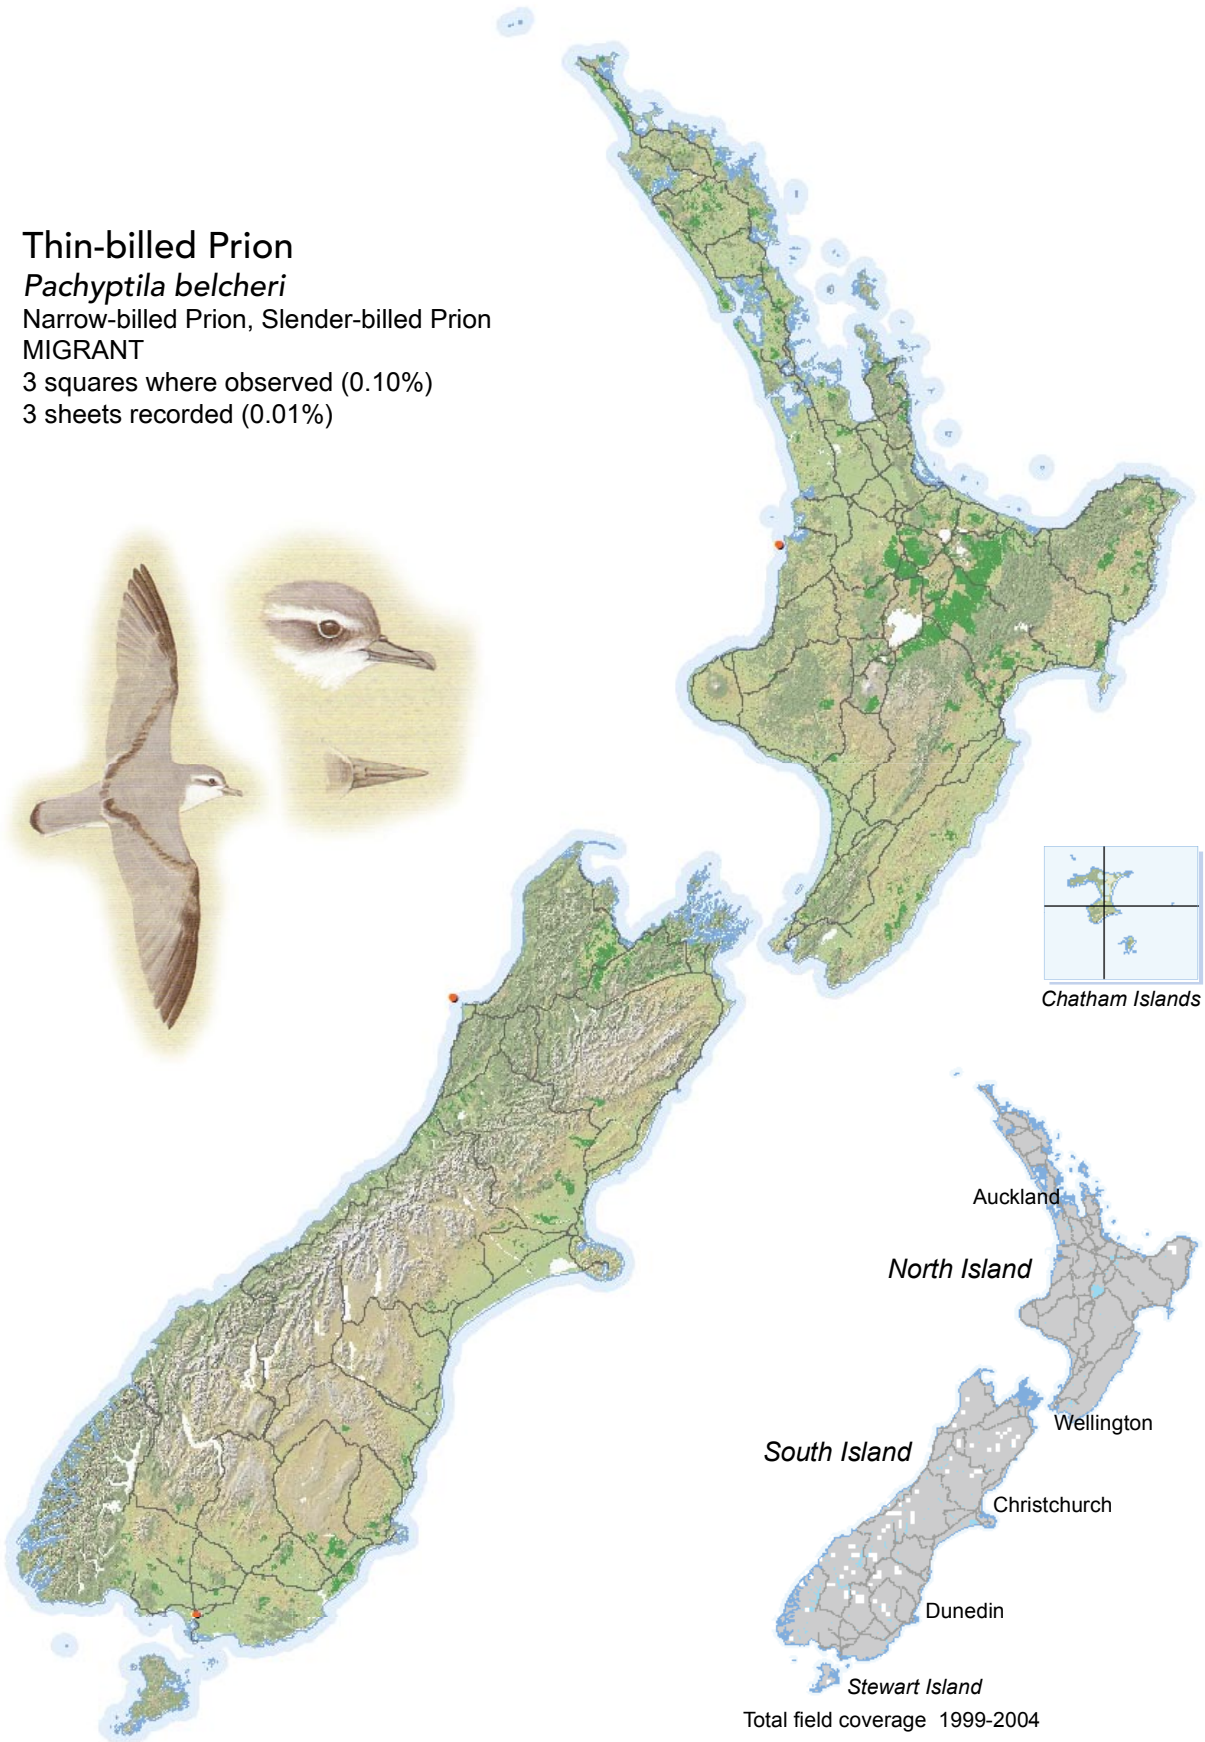 Thin-billed Prion
Pachyptila belcheri
Narrow-billed Prion, Slender-billed Prion
MIGRANT
3 squares where observed (0.10%)
3 sheets recorded (0.01%)
Chatham Islands
Auckland
North Island
Wellington
South Island
Christchurch
Dunedin
Stewart Island
Total field coverage 1999-2004